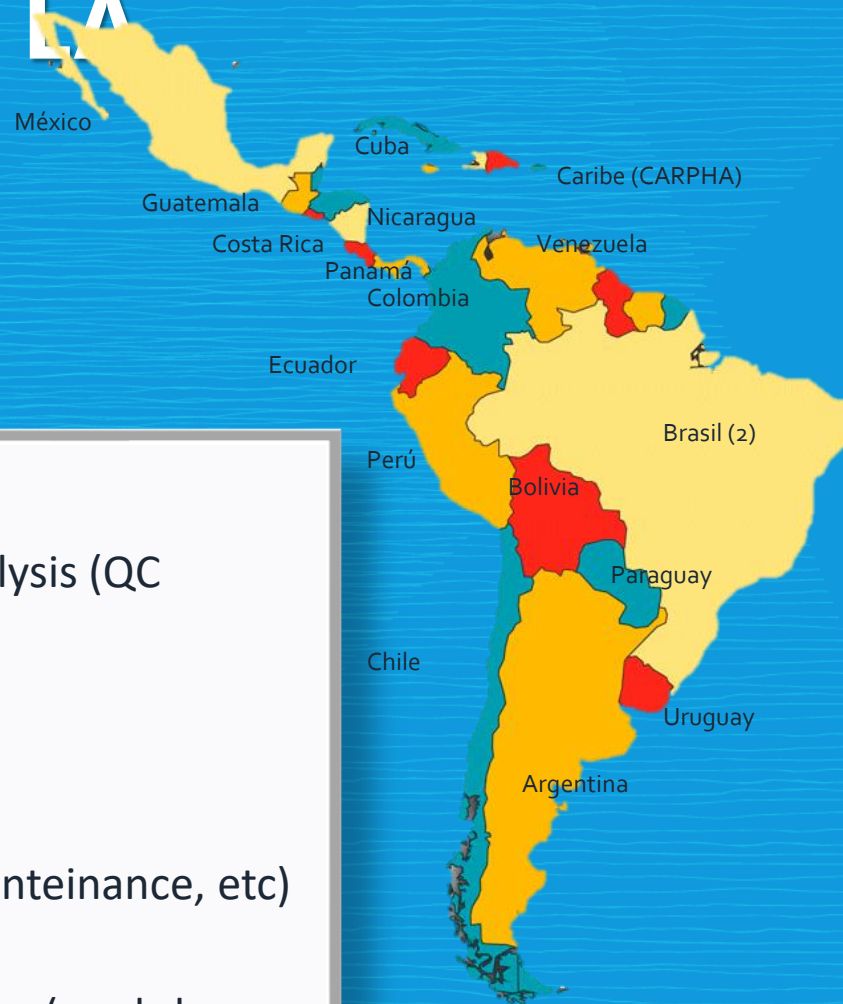 LA
México
Cuba
Caribe (CARPHA)
Guatemala
Nicaragua
Costa Rica
Venezuela
Panamá
Colombia
Ecuador
Brasil (2)
Perú
Bolivia
lysis (QC
Paraguay
Chile
Uruguay
Argentina
nteinance, etc)